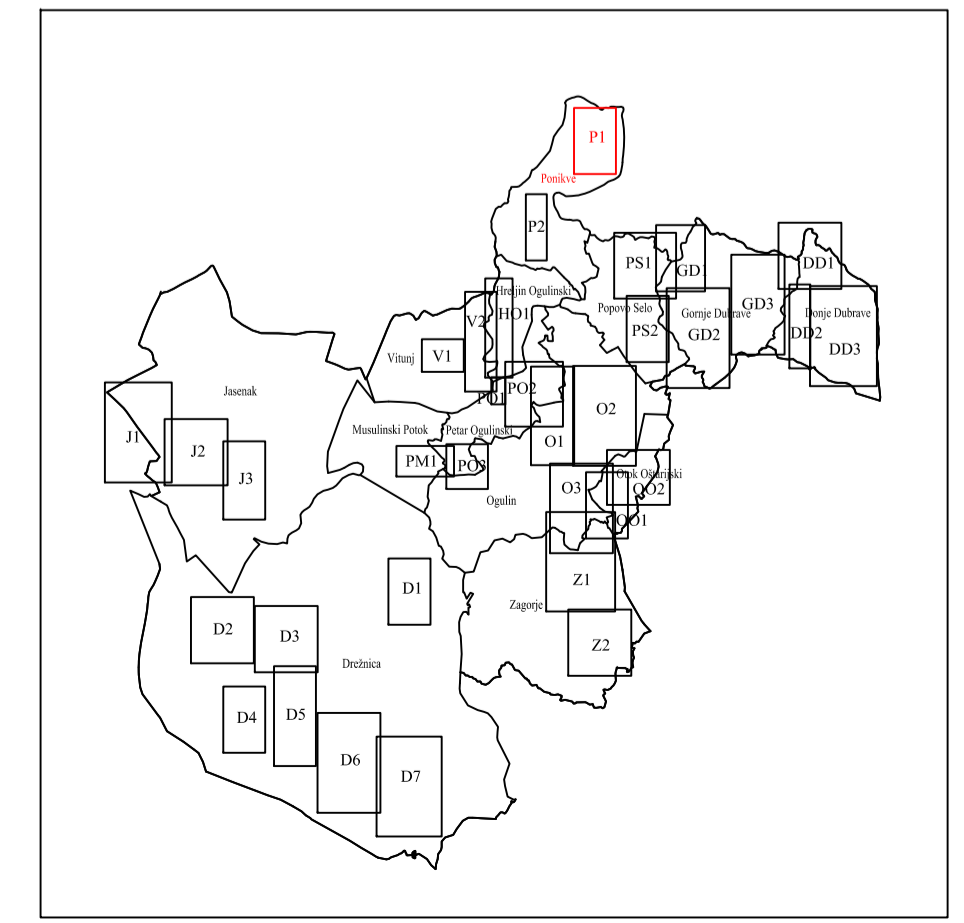 P1
Ponikve
P2
PS1
GD1
DD1
Hreljin Ogulinski
HO1
V2
Popovo Selo
PS2
Gornje Dubrave
GD2
GD3
Donje Dubrave
DD2
DD3
Vitunj
V1
Jasenak
PO1
PO2
O2
Musulinski Potok
Petar Ogulinski
O1
J1
J2
J3
PM1
PO3
Ogulin
O3
Otok Oštarijski
OO2
OO1
Z1
D1
Zagorje
D2
D3
Z2
Drežnica
D4
D5
D6
D7